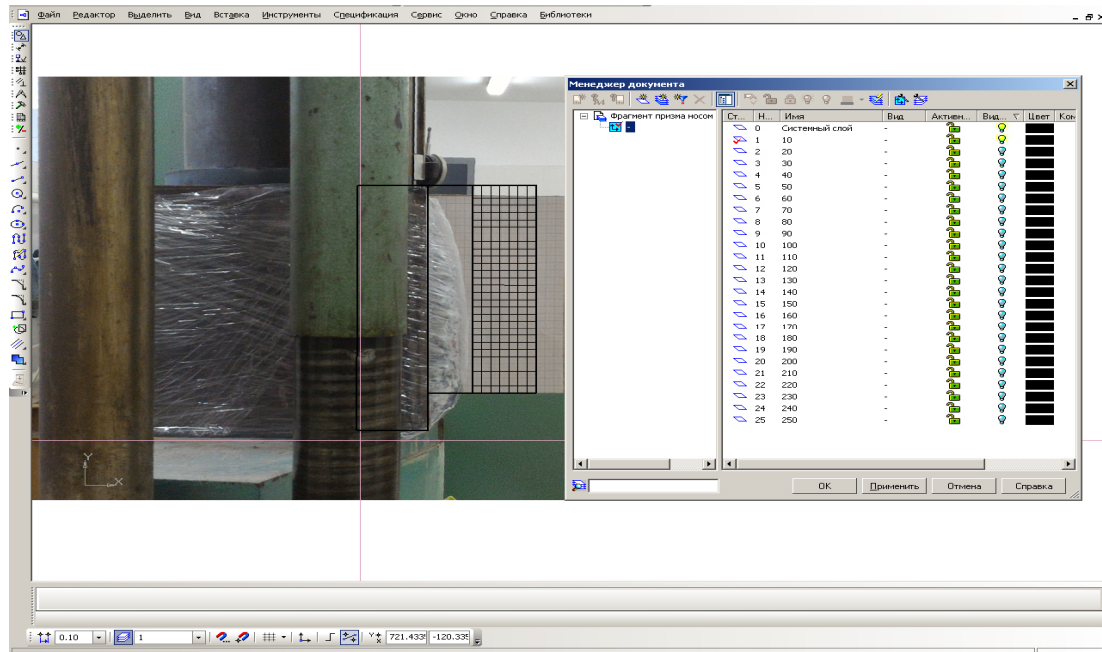 Файл Редактор Выделить Вид Вставка Инструменты Спецификация Сервис Окно Справка Библиотеки
Менеджер документа
Фрагмент призма носом
-
Ст... Н... Имя Вид Активн... Вид... Цвет Кон
0 Системный слой -
1 10 -
2 20 -
3 30 -
4 40 -
5 50 -
6 60 -
7 70 -
8 80 -
9 90 -
10 100 -
11 110 -
12 120 -
13 130 -
14 140 -
15 150 -
16 160 -
17 170 -
18 180 -
19 190 -
20 200 -
21 210 -
22 220 -
23 230 -
24 240 -
25 250 -
OK Применить Отмена Справка
Y
X
0.10 1 721.433 -120.335